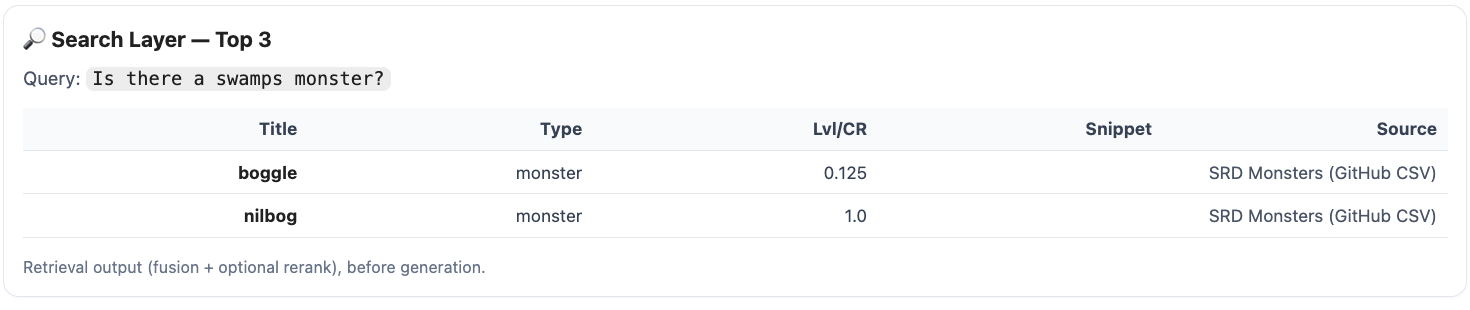 🔎 Search Layer — Top 3
Query: Is there a swamps monster?
Title Type Lvl/CR Snippet Source
boggle monster 0.125 SRD Monsters (GitHub CSV)
nilbog monster 1.0 SRD Monsters (GitHub CSV)
Retrieval output (fusion + optional rerank), before generation.